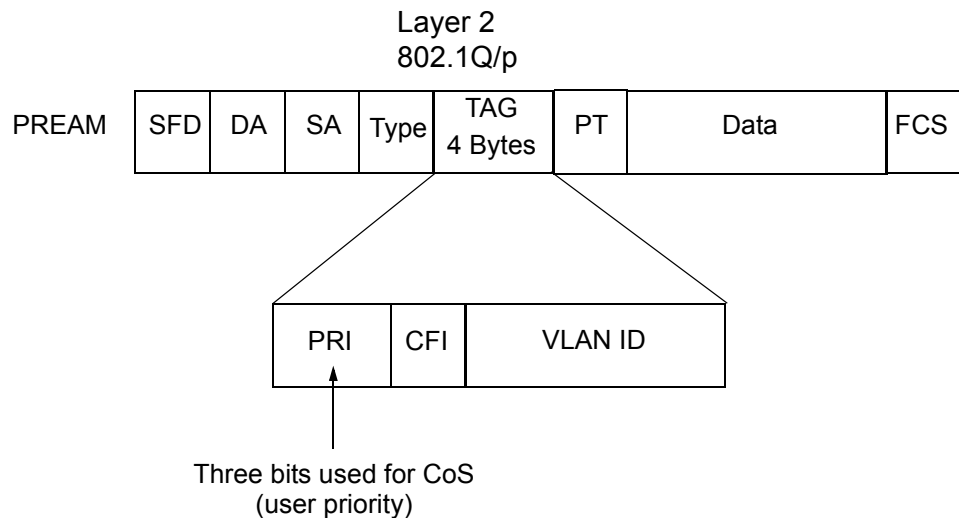 Layer 2
802.1Q/p
PREAM SFD DA SA Type TAG 4 Bytes PT Data FCS
PRI CFI VLAN ID
Three bits used for CoS
(user priority)